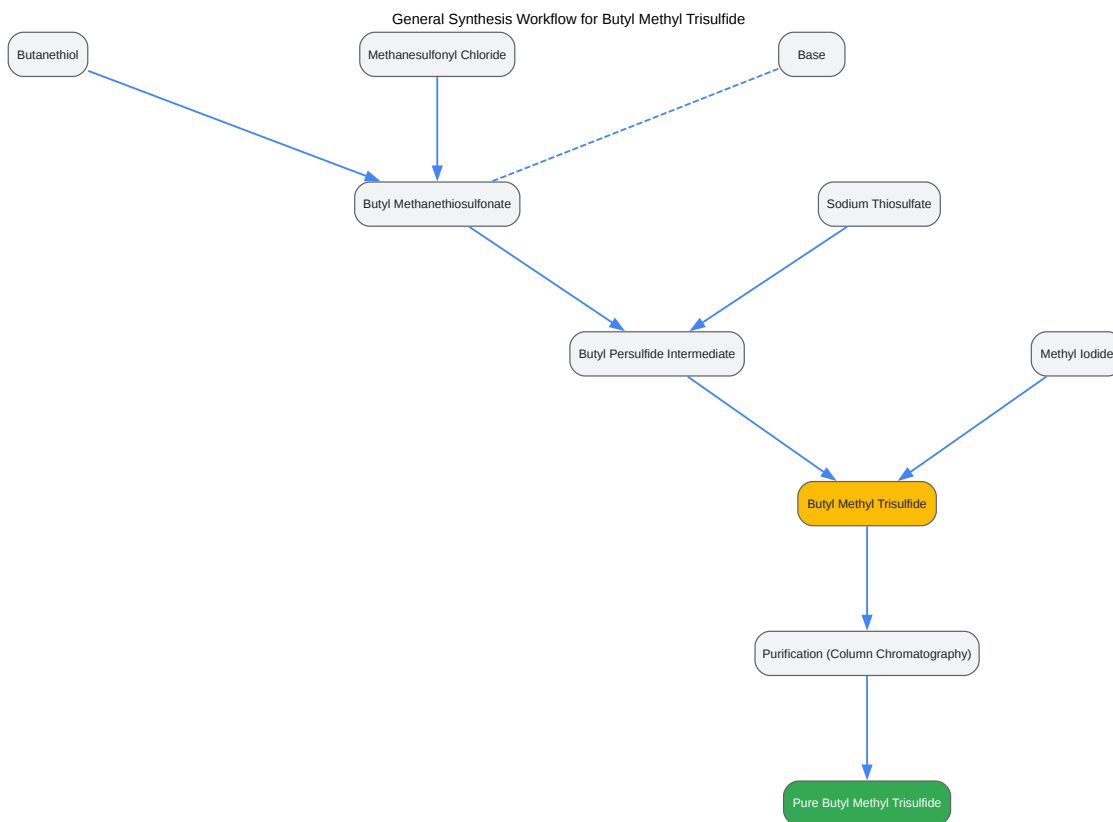 General Synthesis Workflow for Butyl Methyl Trisulfide
Butanethiol
Methanesulfonyl Chloride
Base
Butyl Methanethiosulfonate
Sodium Thiosulfate
Butyl Persulfide Intermediate
Methyl Iodide
Butyl Methyl Trisulfide
Purification (Column Chromatography)
Pure Butyl Methyl Trisulfide